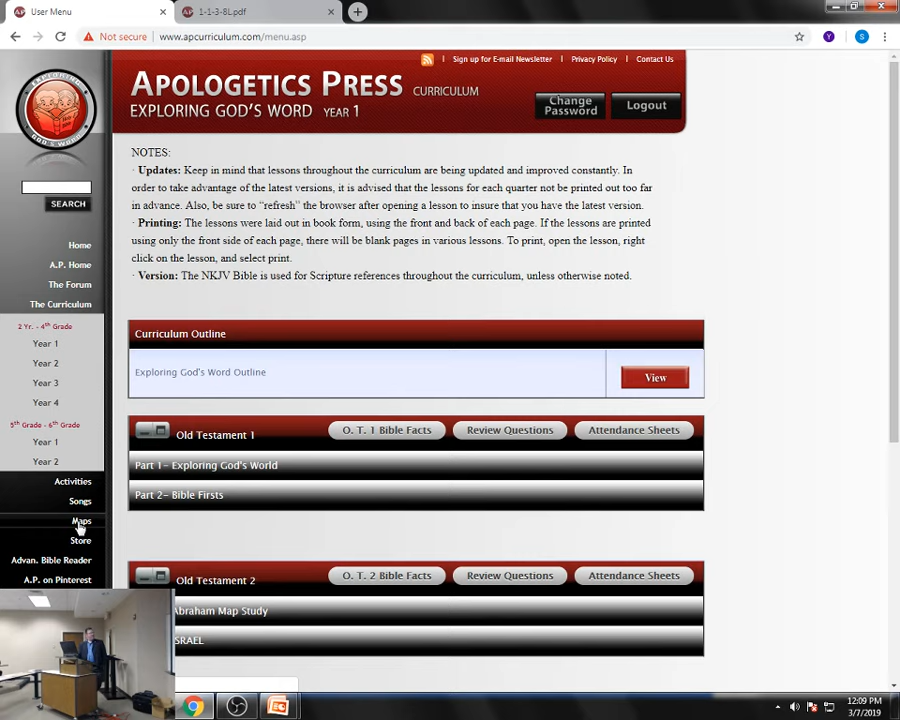 User Menu
1-1-3-8L.pdf
Not secure
www.apcurriculum.com/menu.asp
Sign up for E-mail Newsletter | Privacy Policy | Contact Us
APOLOGETICS PRESS CURRICULUM
EXPLORING GOD'S WORD YEAR 1
Change Password
Logout
EXPLORING
GOD'S WORD
SEARCH
Home
A.P. Home
The Forum
The Curriculum
2 Yr. - 4th Grade
Year 1
Year 2
Year 3
Year 4
5th Grade - 6th Grade
Year 1
Year 2
Activities
Songs
Maps
Store
Advan. Bible Reader
A.P. on Pinterest
NOTES:
· Updates: Keep in mind that lessons throughout the curriculum are being updated and improved constantly. In
order to take advantage of the latest versions, it is advised that the lessons for each quarter not be printed out too far
in advance. Also, be sure to “refresh” the browser after opening a lesson to insure that you have the latest version.
· Printing: The lessons were laid out in book form, using the front and back of each page. If the lessons are printed
using only the front side of each page, there will be blank pages in various lessons. To print, open the lesson, right
click on the lesson, and select print.
· Version: The NKJV Bible is used for Scripture references throughout the curriculum, unless otherwise noted.
Curriculum Outline
Exploring God's Word Outline
View
Old Testament 1
O. T. 1 Bible Facts
Review Questions
Attendance Sheets
Part 1- Exploring God's World
Part 2- Bible Firsts
Old Testament 2
O. T. 2 Bible Facts
Review Questions
Attendance Sheets
Abraham Map Study
ISRAEL
12:09 PM
3/7/2019